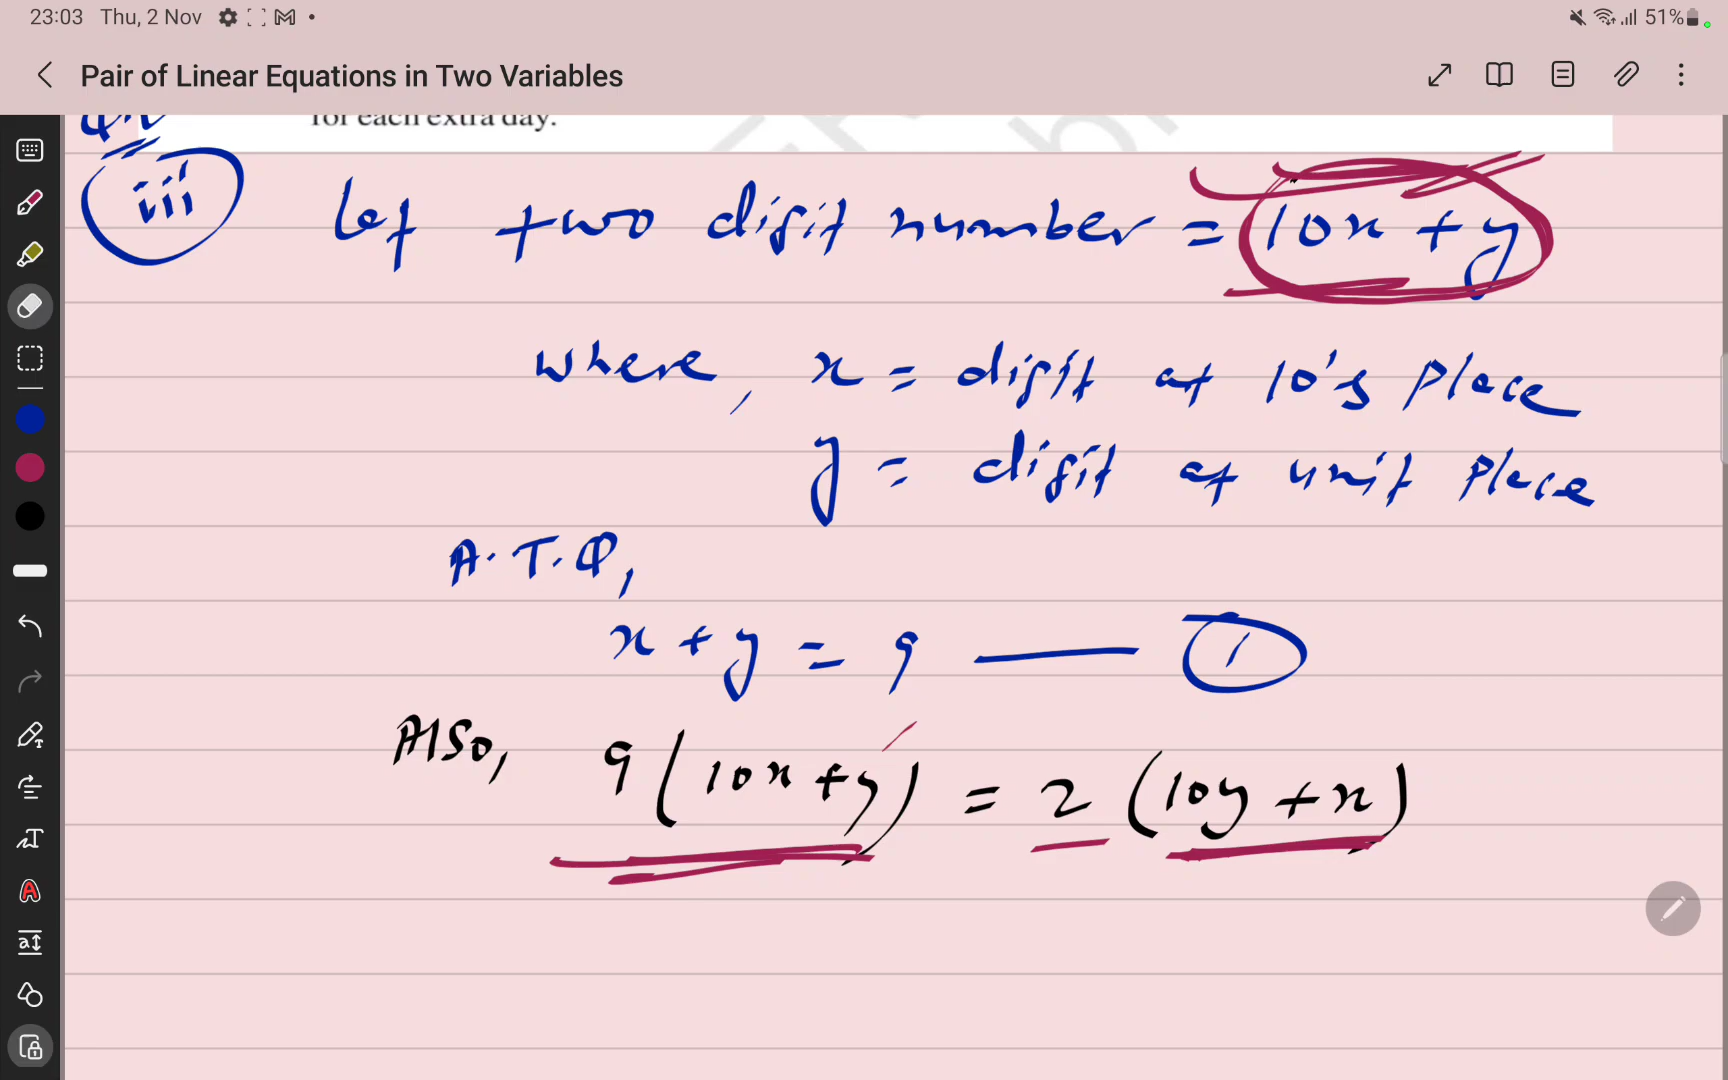 23:03 Thu, 2 Nov 51%
Pair of Linear Equations in Two Variables
for each extra day.
iii Let two digit number = 10x + y
where, x = digit at 10's place
y = digit at unit place
A.T.Q,
x + y = 9 — 1
Also, 9(10x+y) = 2(10y+x)